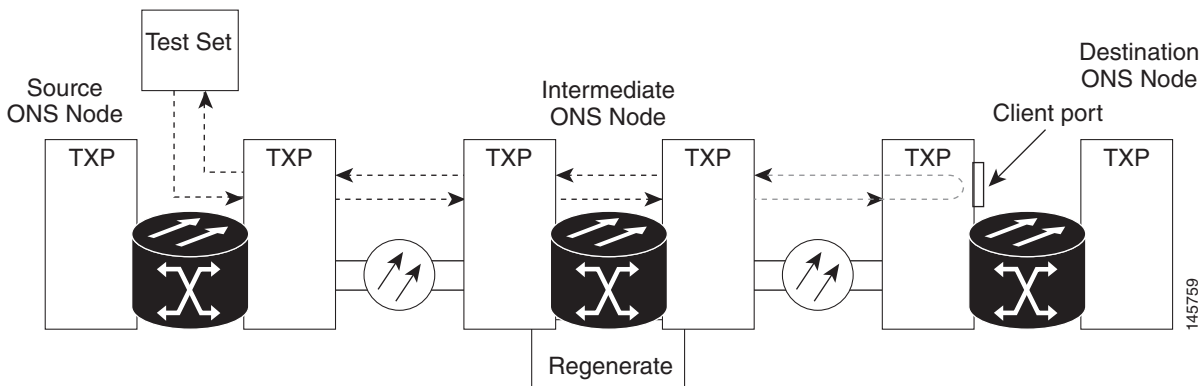 Test Set
Source
ONS Node
Intermediate
ONS Node
Destination
ONS Node
Client port
TXP
TXP
TXP
TXP
TXP
TXP
Regenerate
145759